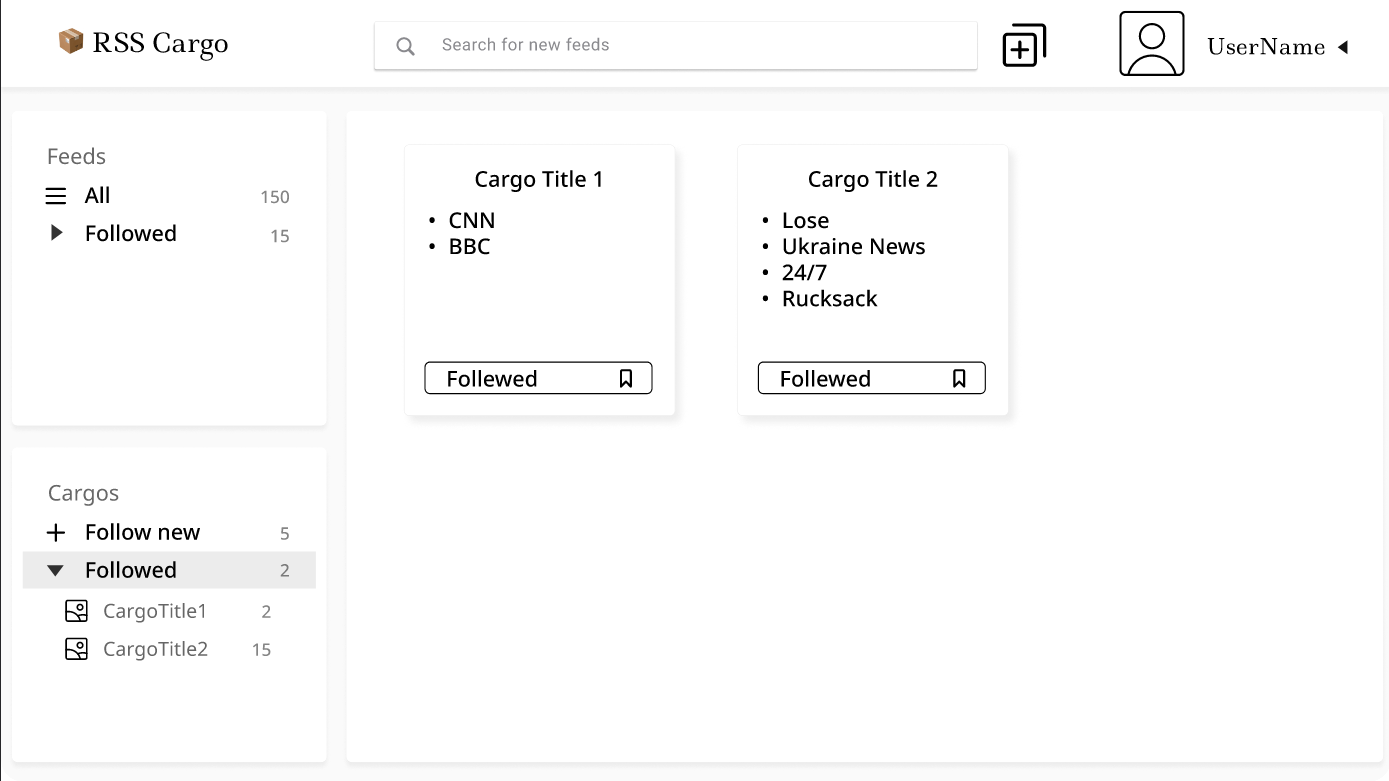 RSS Cargo
Search for new feeds
UserName
Feeds
All 150
Followed 15
Cargos
Follow new 5
Followed 2
CargoTitle1 2
CargoTitle2 15
Cargo Title 1
• CNN
• BBC
Follewed
Cargo Title 2
• Lose
• Ukraine News
• 24/7
• Rucksack
Follewed